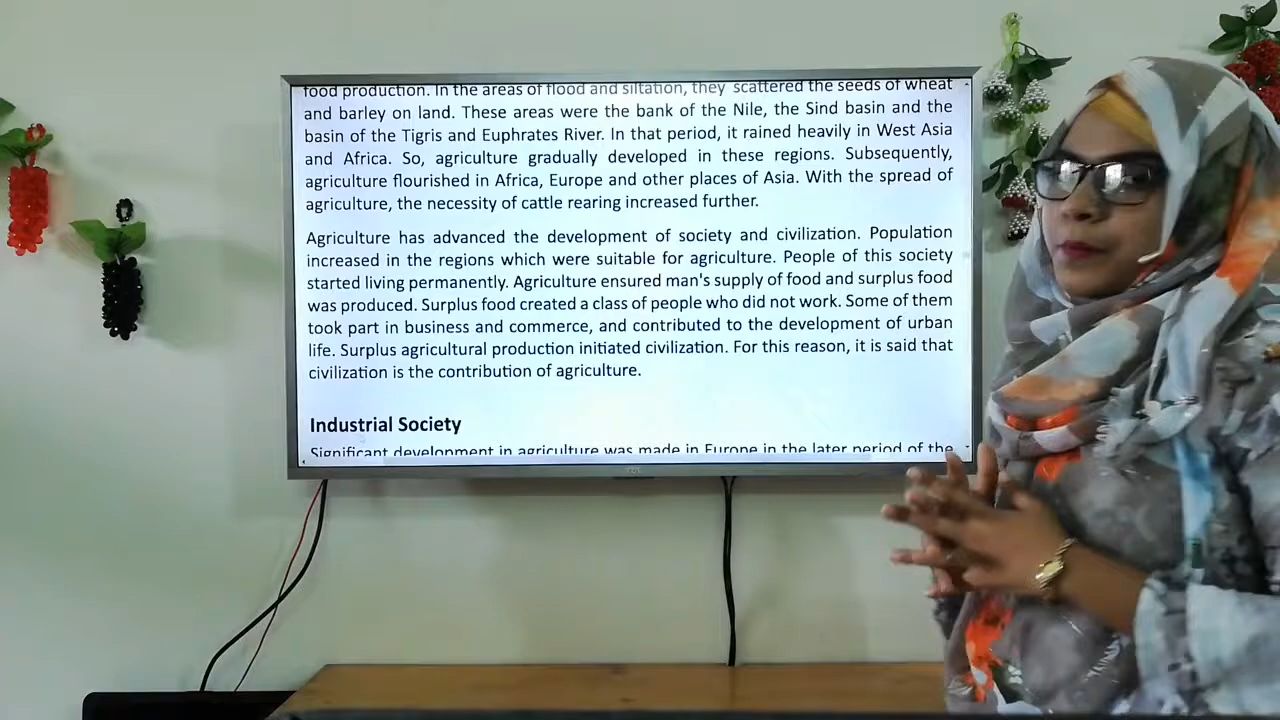 food production. In the areas of flood and siltation, they scattered the seeds of wheat
and barley on land. These areas were the bank of the Nile, the Sind basin and the
basin of the Tigris and Euphrates River. In that period, it rained heavily in West Asia
and Africa. So, agriculture gradually developed in these regions. Subsequently,
agriculture flourished in Africa, Europe and other places of Asia. With the spread of
agriculture, the necessity of cattle rearing increased further.
Agriculture has advanced the development of society and civilization. Population
increased in the regions which were suitable for agriculture. People of this society
started living permanently. Agriculture ensured man's supply of food and surplus food
was produced. Surplus food created a class of people who did not work. Some of them
took part in business and commerce, and contributed to the development of urban
life. Surplus agricultural production initiated civilization. For this reason, it is said that
civilization is the contribution of agriculture.
Industrial Society
Significant development in agriculture was made in Europe in the later period of the
TCL